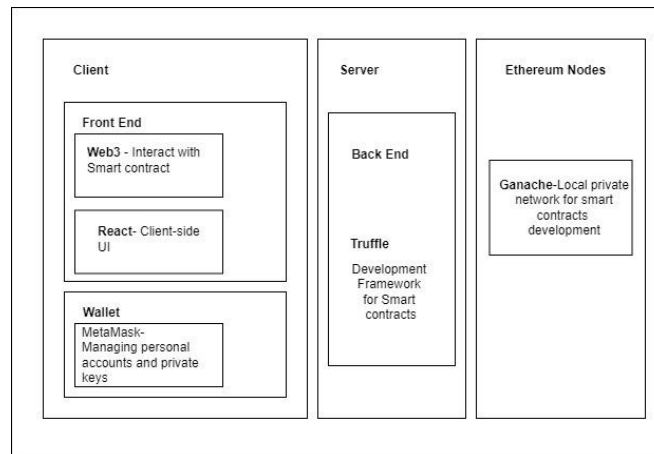 Client
Front End
Web3 - Interact with
Smart contract
React- Client-side
UI
Wallet
MetaMask-
Managing personal
accounts and private
keys
Server
Back End
Truffle
Development
Framework
for Smart
contracts
Ethereum Nodes
Ganache-Local private
network for smart
contracts
development